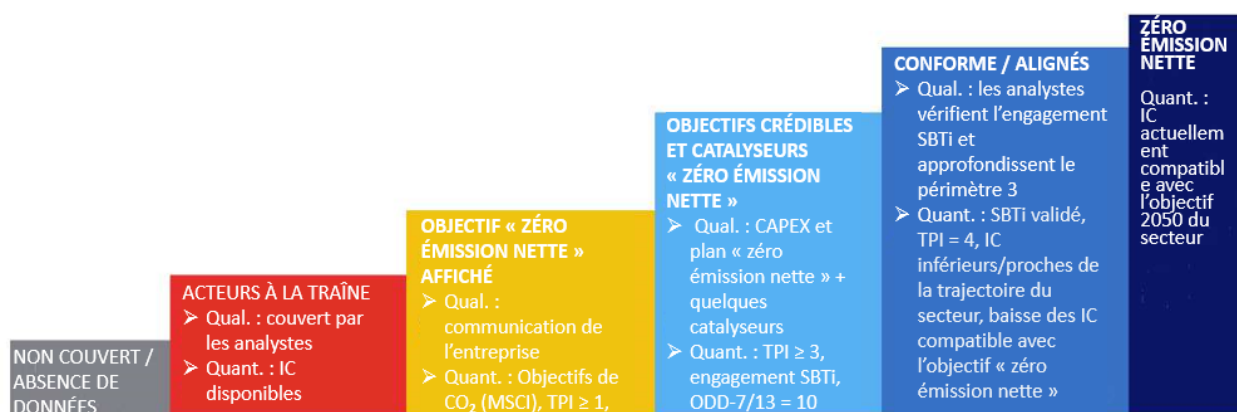 NON COUVERT /
ABSENCE DE
DONNÉES
ACTEURS À LA TRAÎNE
➢ Qual. : couvert par
les analystes
➢ Quant. : IC
disponibles
OBJECTIF « ZÉRO
ÉMISSION NETTE »
AFFICHÉ
➢ Qual. :
communication de
l'entreprise
➢ Quant. : Objectifs de
CO₂ (MSCI), TPI ≥ 1,
OBJECTIFS CRÉDIBLES
ET CATALYSEURS
« ZÉRO ÉMISSION
NETTE »
➢ Qual. : CAPEX et
plan « zéro
émission nette » +
quelques
catalyseurs
➢ Quant. : TPI ≥ 3,
engagement SBTi,
ODD-7/13 = 10
CONFORME / ALIGNÉS
➢ Qual. : les analystes
vérifient l'engagement
SBTi et
approfondissent le
périmètre 3
➢ Quant. : SBTi validé,
TPI = 4, IC
inférieurs/proches de
la trajectoire du
secteur, baisse des IC
compatible avec
l'objectif « zéro
émission nette »
ZÉRO
ÉMISSION
NETTE
Quant. :
IC
actuellem
ent
compatibl
e avec
l'objectif
2050 du
secteur